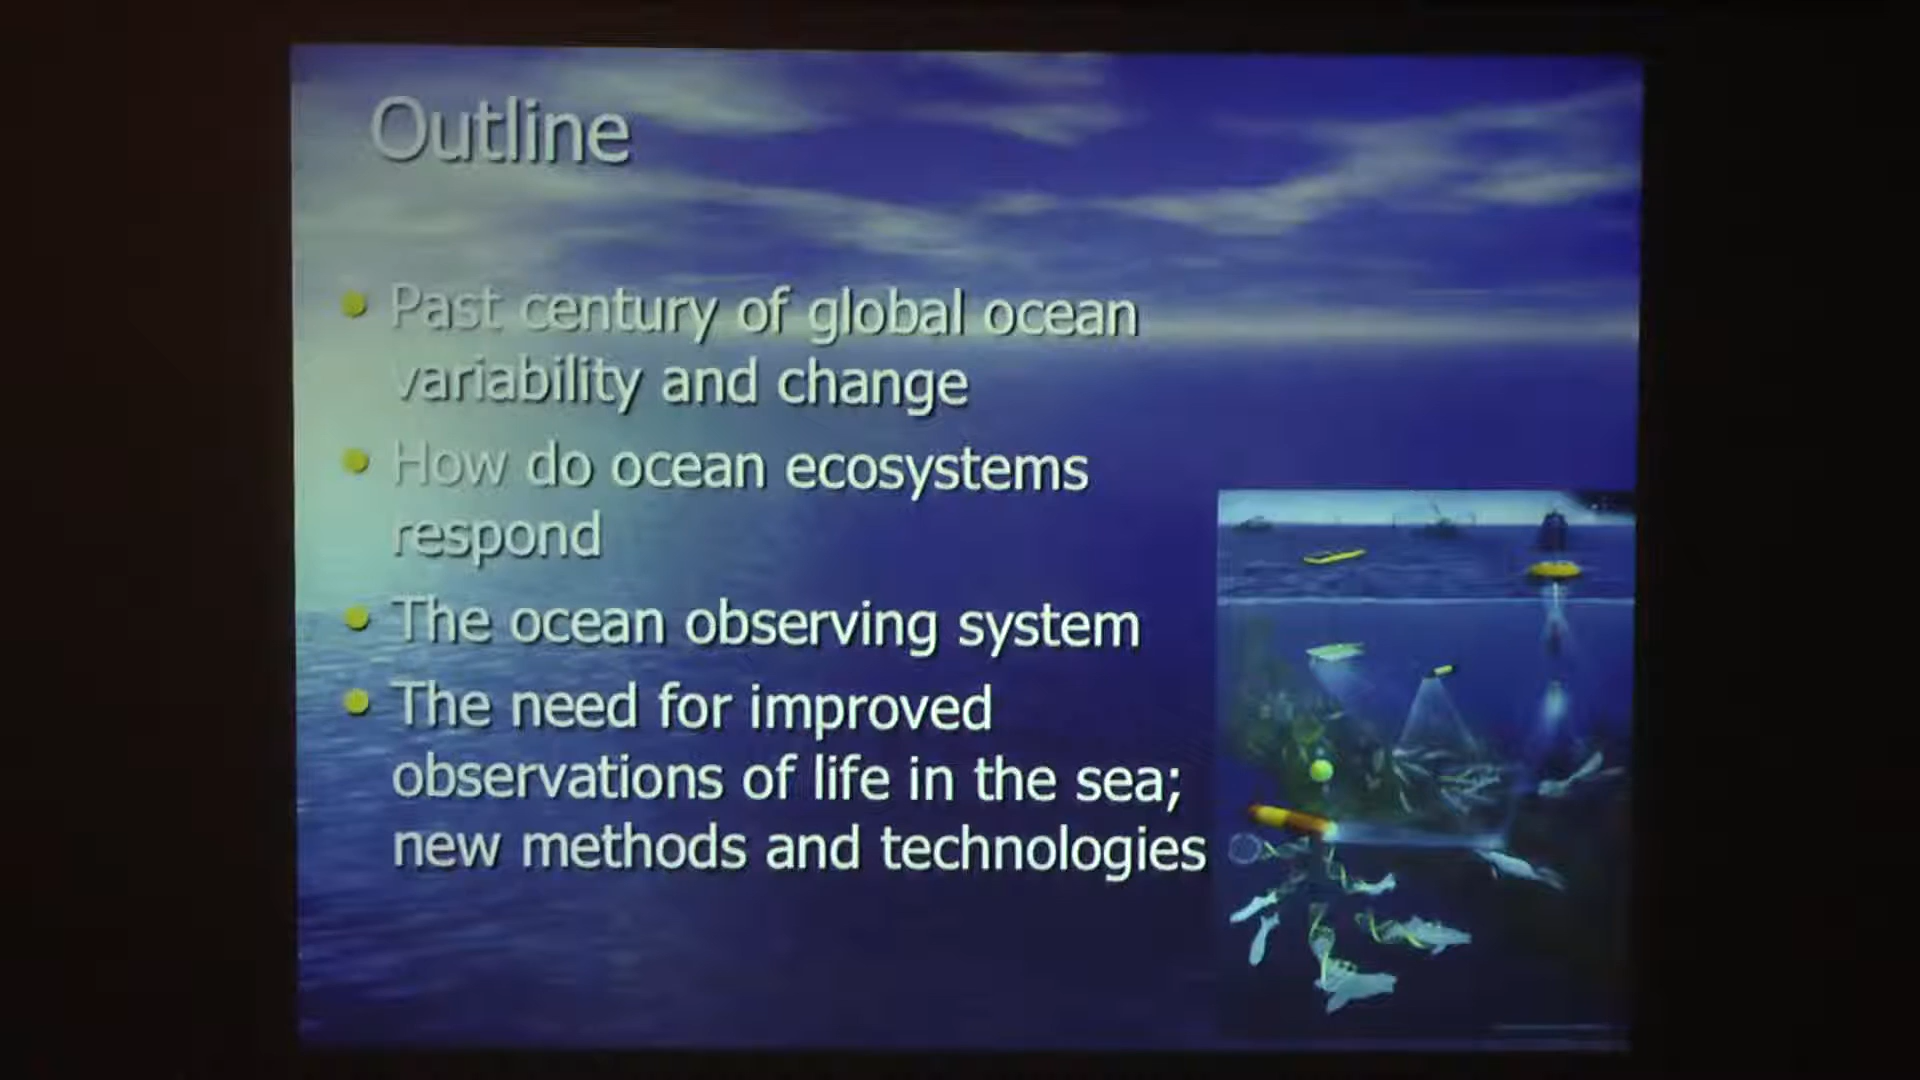 Outline
Past century of global ocean
variability and change
How do ocean ecosystems
respond
The ocean observing system
The need for improved
observations of life in the sea;
new methods and technologies